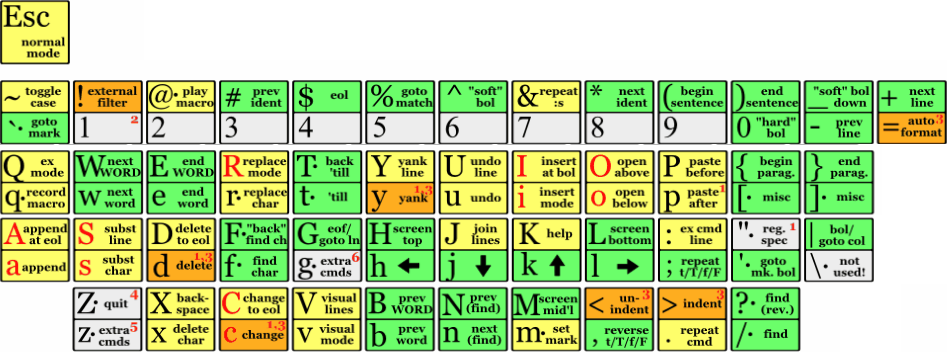 Esc
normal
mode
~ toggle case
! external filter
@· play macro
# prev ident
$ eol
% goto match
^ "soft" bol
& repeat :s
* next ident
( begin sentence
) end sentence
_ "soft" bol down
+ next line
`· goto mark
1 2
2
3
4
5
6
7
8
9
0 "hard" bol
- prev line
= auto 3 format
Q ex mode
W next WORD
E end WORD
R replace mode
T· back 'till
Y yank line
U undo line
I insert at bol
O open above
P paste before
{ begin parag.
} end parag.
q· record macro
w next word
e end word
r· replace char
t· 'till
y yank 1,3
u undo
i insert mode
o open below
p paste 1 after
[· misc
]· misc
A append at eol
S subst line
D delete to eol
F· "back" find ch
G eof/ goto ln
H screen top
J join lines
K help
L screen bottom
: ex cmd line
"· reg. 1 spec
| bol/ goto col
a append
s subst char
d delete 1,3
f· find char
g· extra 6 cmds
h ←
j ↓
k ↑
l →
; repeat t/T/f/F
'· goto mk. bol
\· not used!
Z· quit 4
X back- space
C change to eol
V visual lines
B prev WORD
N prev (find)
M screen mid'l
< un- 3 indent
> indent 3
?· find (rev.)
z· extra 5 cmds
x delete char
c change 1,3
v visual mode
b prev word
n next (find)
m· set mark
, reverse t/T/f/F
. repeat cmd
/· find